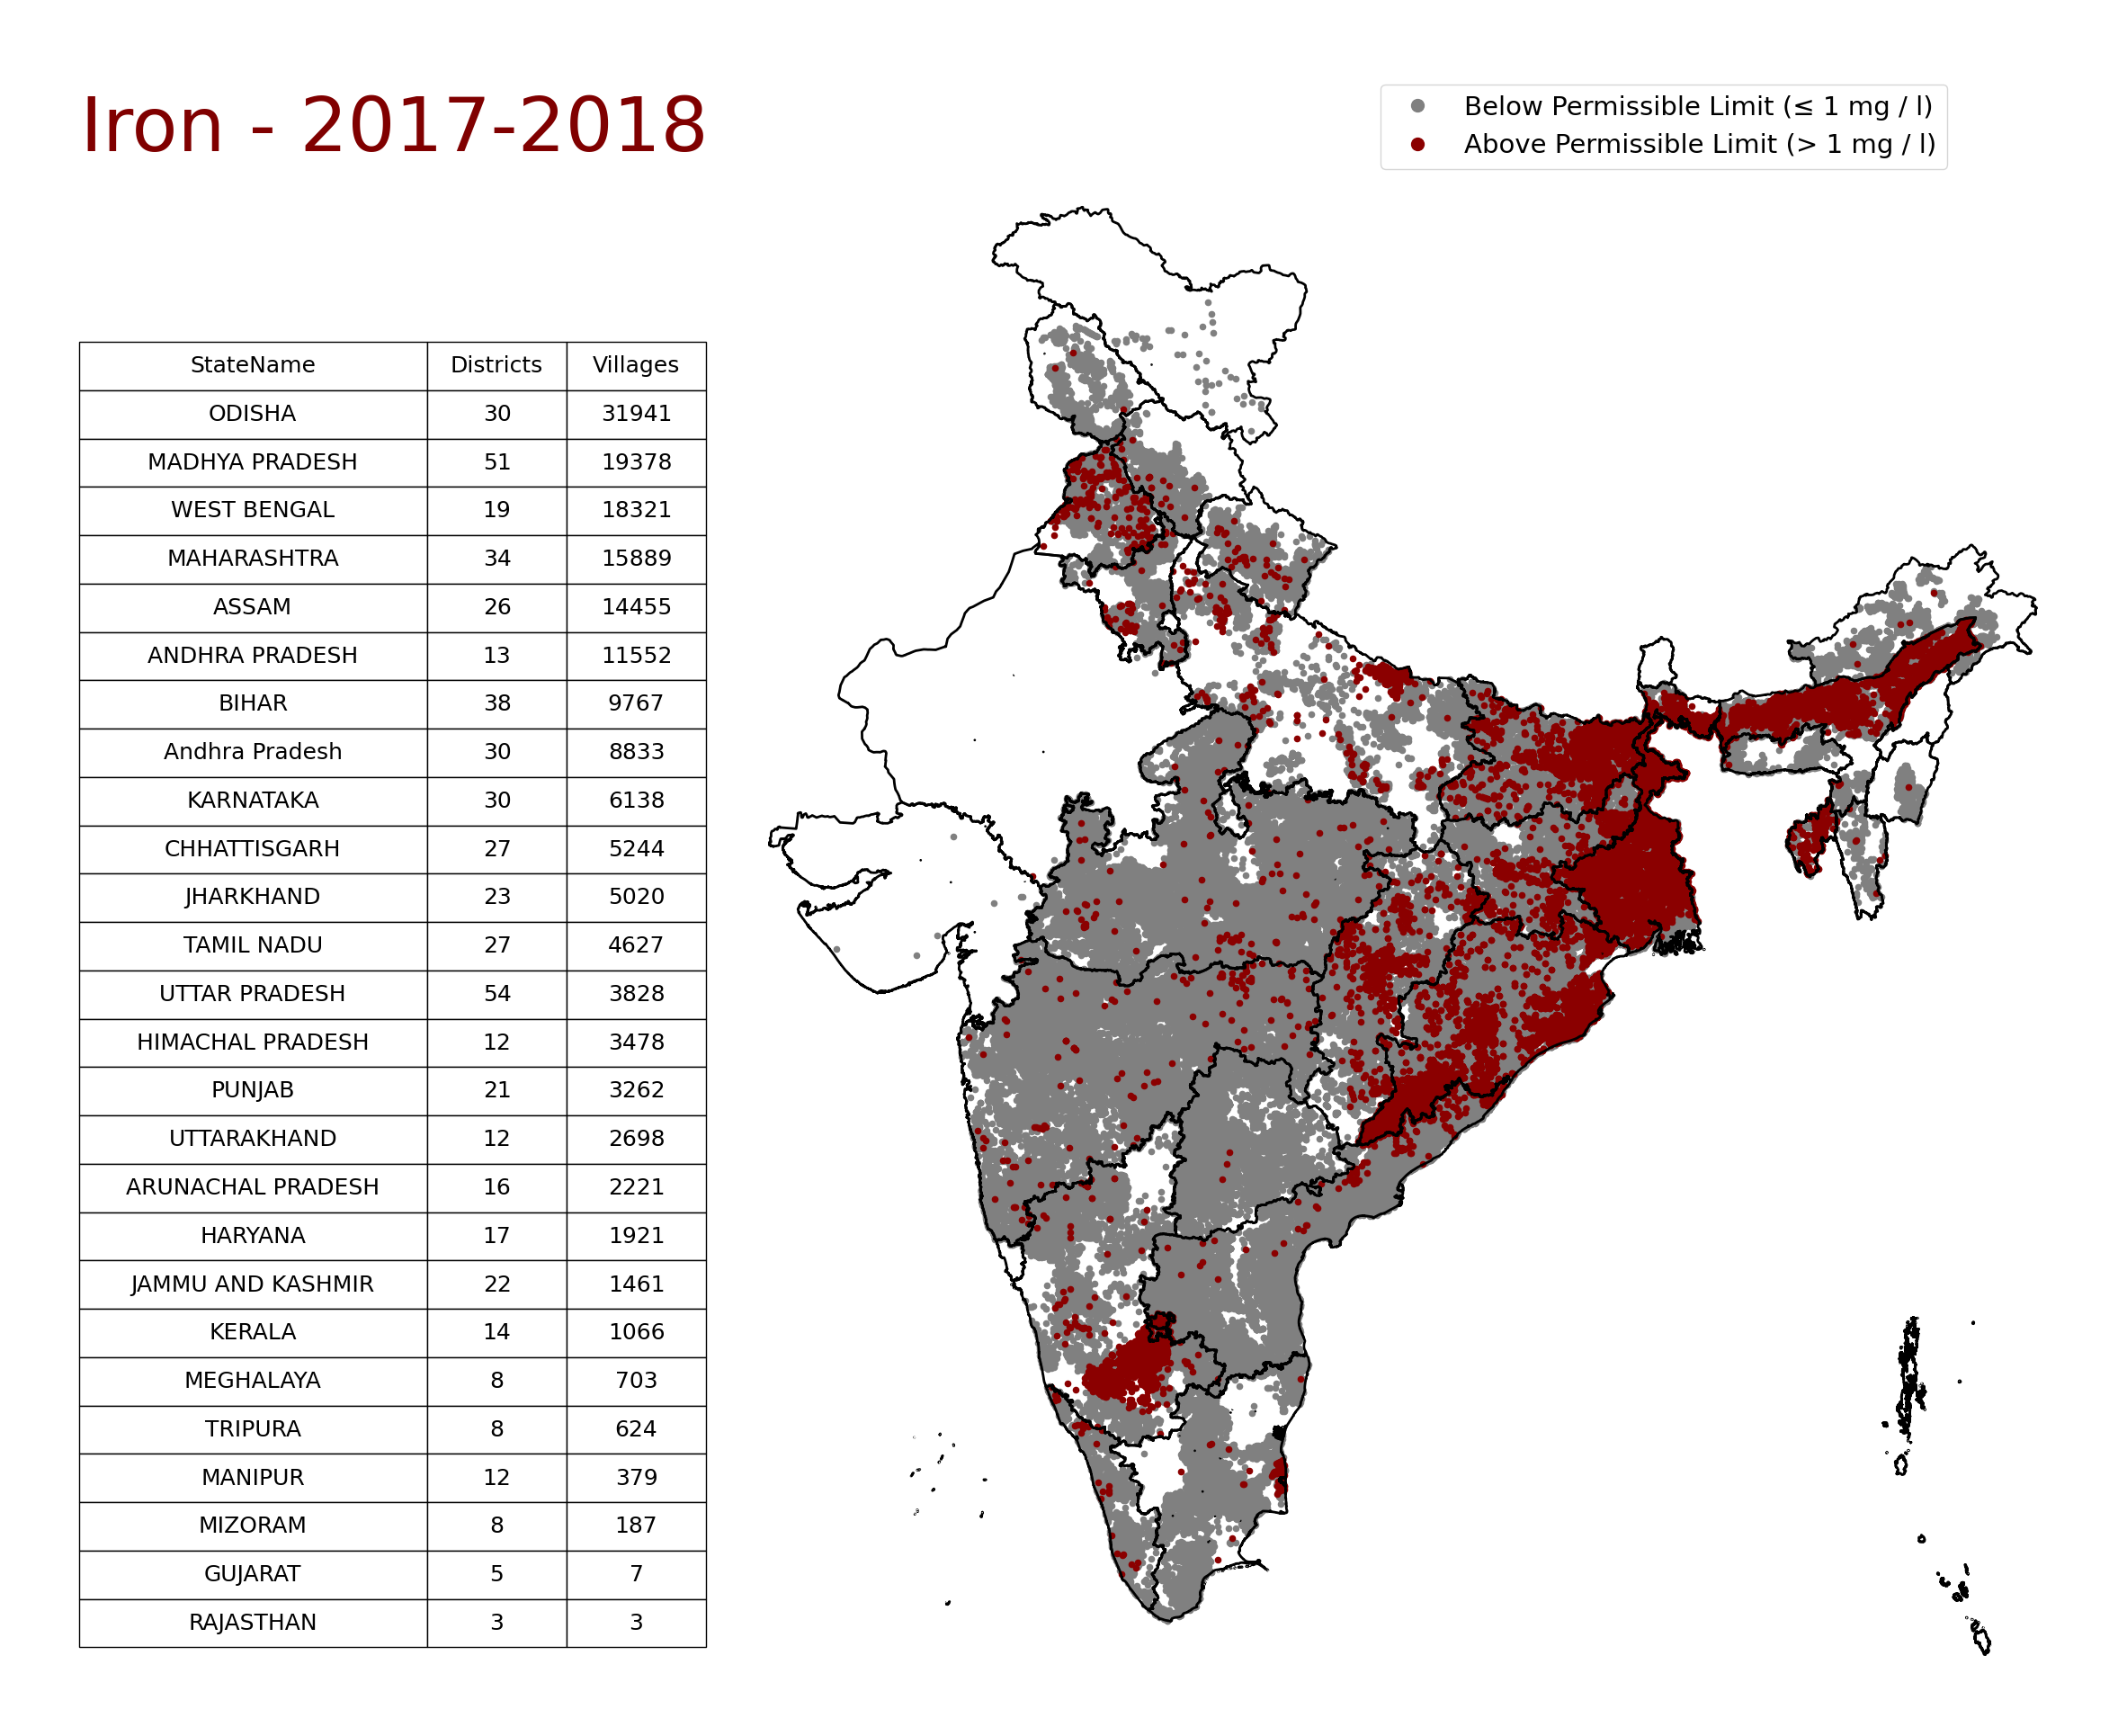 Iron - 2017-2018
Below Permissible Limit (≤ 1 mg / l)
Above Permissible Limit (> 1 mg / l)
StateName Districts Villages
ODISHA 30 31941
MADHYA PRADESH 51 19378
WEST BENGAL 19 18321
MAHARASHTRA 34 15889
ASSAM 26 14455
ANDHRA PRADESH 13 11552
BIHAR 38 9767
Andhra Pradesh 30 8833
KARNATAKA 30 6138
CHHATTISGARH 27 5244
JHARKHAND 23 5020
TAMIL NADU 27 4627
UTTAR PRADESH 54 3828
HIMACHAL PRADESH 12 3478
PUNJAB 21 3262
UTTARAKHAND 12 2698
ARUNACHAL PRADESH 16 2221
HARYANA 17 1921
JAMMU AND KASHMIR 22 1461
KERALA 14 1066
MEGHALAYA 8 703
TRIPURA 8 624
MANIPUR 12 379
MIZORAM 8 187
GUJARAT 5 7
RAJASTHAN 3 3